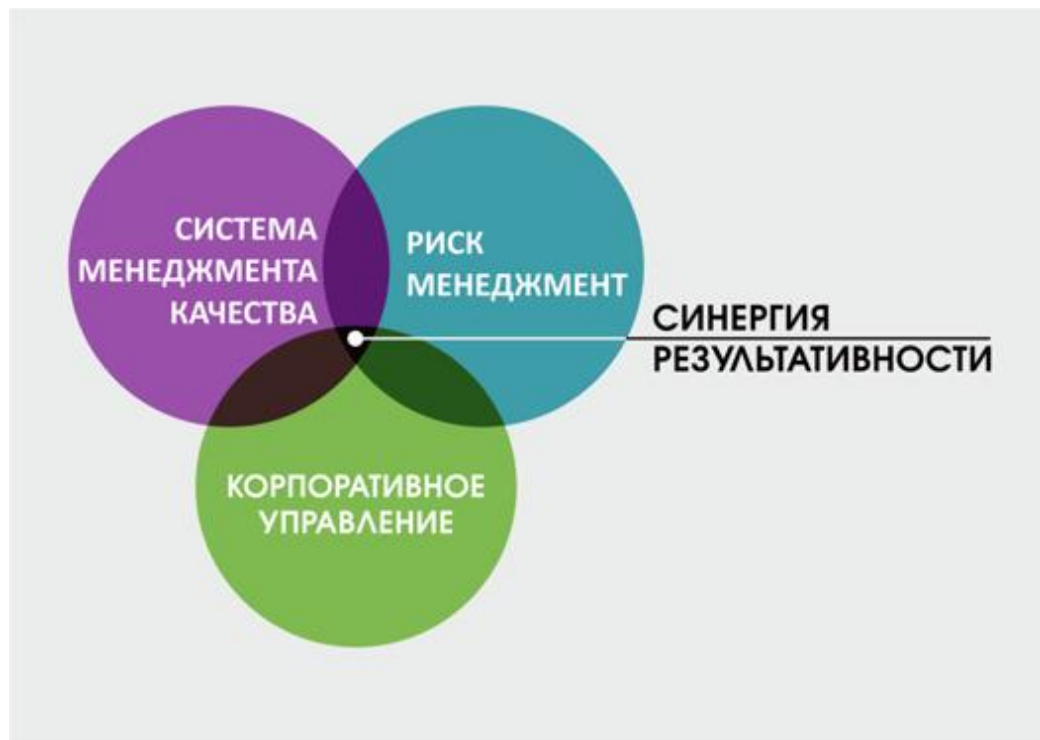 СИСТЕМА
МЕНЕДЖМЕНТА
КАЧЕСТВА
РИСК
МЕНЕДЖМЕНТ
СИНЕРГИЯ
РЕЗУЛЬТАТИВНОСТИ
КОРПОРАТИВНОЕ
УПРАВЛЕНИЕ